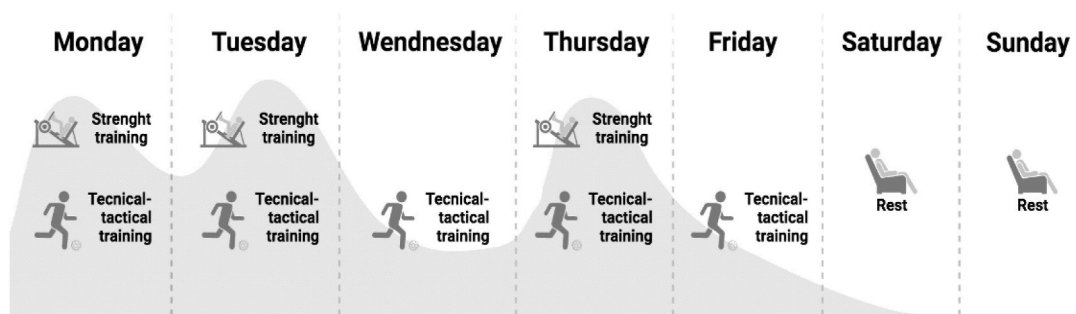 Monday
Tuesday
Wendnesday
Thursday
Friday
Saturday
Sunday
Strenght
training
Tecnical-
tactical
training
Strenght
training
Tecnical-
tactical
training
Tecnical-
tactical
training
Strenght
training
Tecnical-
tactical
training
Tecnical-
tactical
training
Rest
Rest